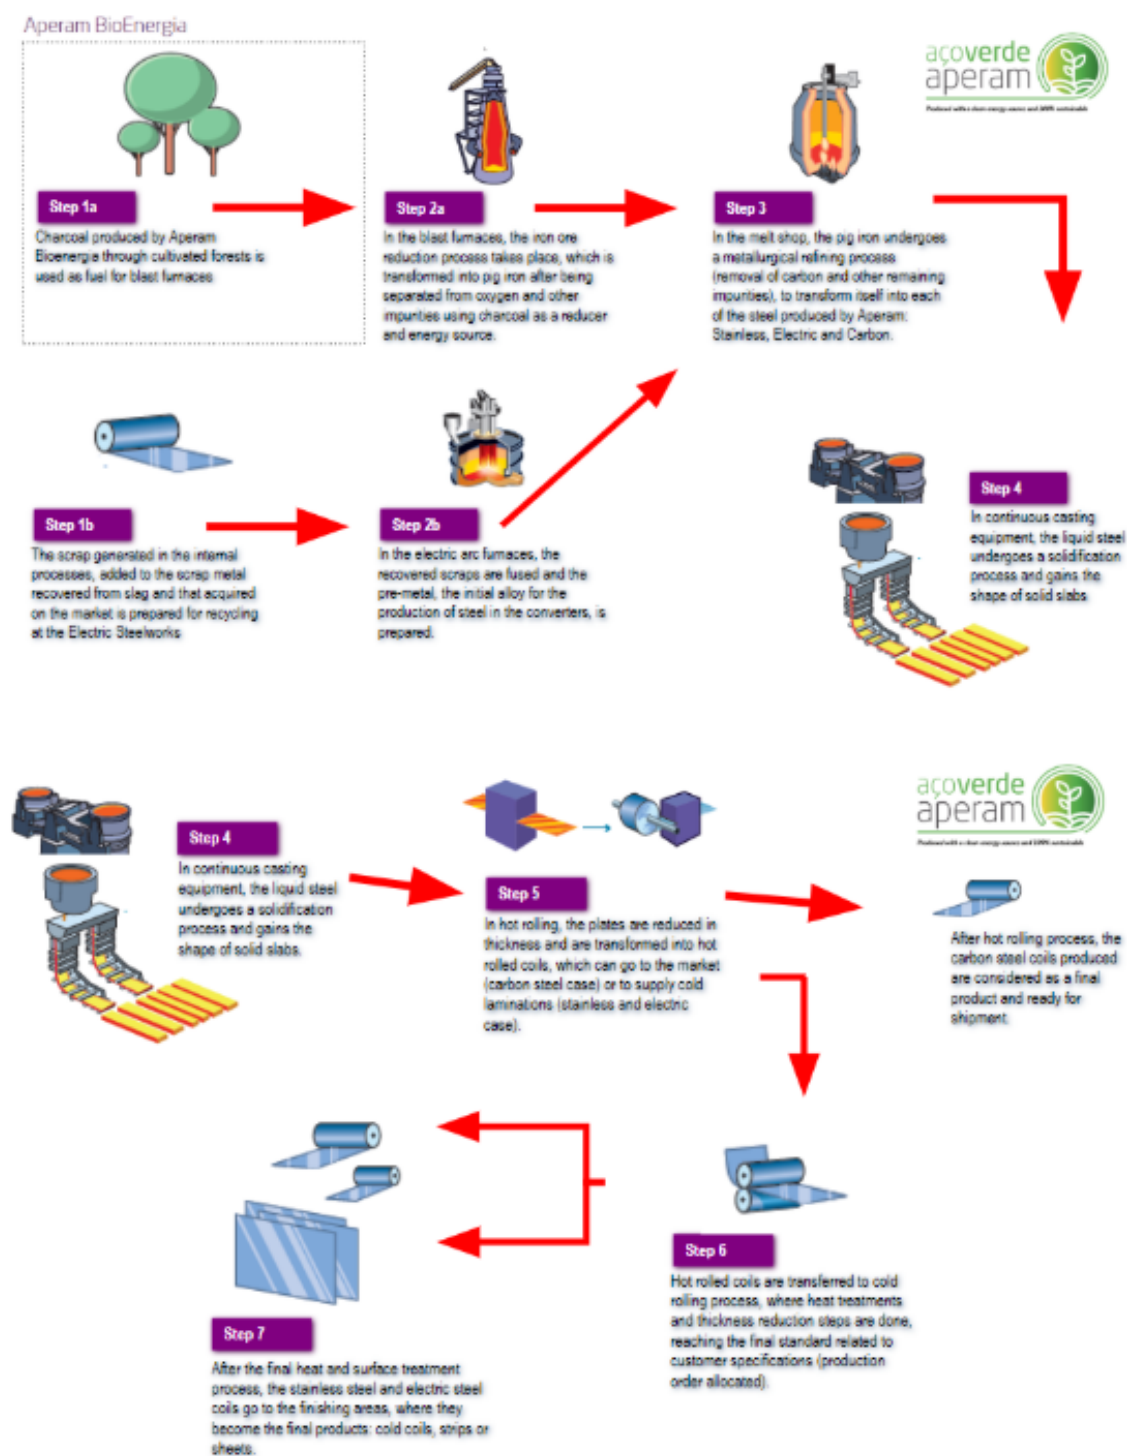 Aperam BioEnergia
açoverde
aperam
Produced with a clean energy source and 100% sustainable
Step 1a
Charcoal produced by Aperam
Bioenergia through cultivated forests is
used as fuel for blast furnaces
Step 2a
In the blast furnaces, the iron ore
reduction process takes place, which is
transformed into pig iron after being
separated from oxygen and other
impurities using charcoal as a reducer
and energy source.
Step 3
In the melt shop, the pig iron undergoes
a metallurgical refining process
(removal of carbon and other remaining
impurities), to transform itself into each
of the steel produced by Aperam:
Stainless, Electric and Carbon.
Step 1b
The scrap generated in the internal
processes, added to the scrap metal
recovered from slag and that acquired
on the market is prepared for recycling
at the Electric Steelworks
Step 2b
In the electric arc furnaces, the
recovered scraps are fused and the
pre-metal, the initial alloy for the
production of steel in the converters, is
prepared.
Step 4
In continuous casting
equipment, the liquid steel
undergoes a solidification
process and gains the
shape of solid slabs
açoverde
aperam
Produced with a clean energy source and 100% sustainable
Step 4
In continuous casting
equipment, the liquid steel
undergoes a solidification
process and gains the
shape of solid slabs.
Step 5
In hot rolling, the plates are reduced in
thickness and are transformed into hot
rolled coils, which can go to the market
(carbon steel case) or to supply cold
laminations (stainless and electric
case).
After hot rolling process, the
carbon steel coils produced
are considered as a final
product and ready for
shipment.
Step 6
Hot rolled coils are transferred to cold
rolling process, where heat treatments
and thickness reduction steps are done,
reaching the final standard related to
customer specifications (production
order allocated).
Step 7
After the final heat and surface treatment
process, the stainless steel and electric steel
coils go to the finishing areas, where they
become the final products: cold coils, strips or
sheets.